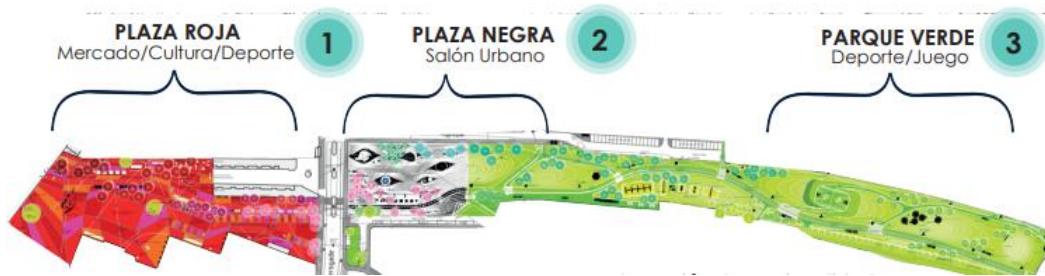 PLAZA ROJA
Mercado/Cultura/Deporte
1
PLAZA NEGRA
Salón Urbano
2
PARQUE VERDE
Deporte/Juego
3